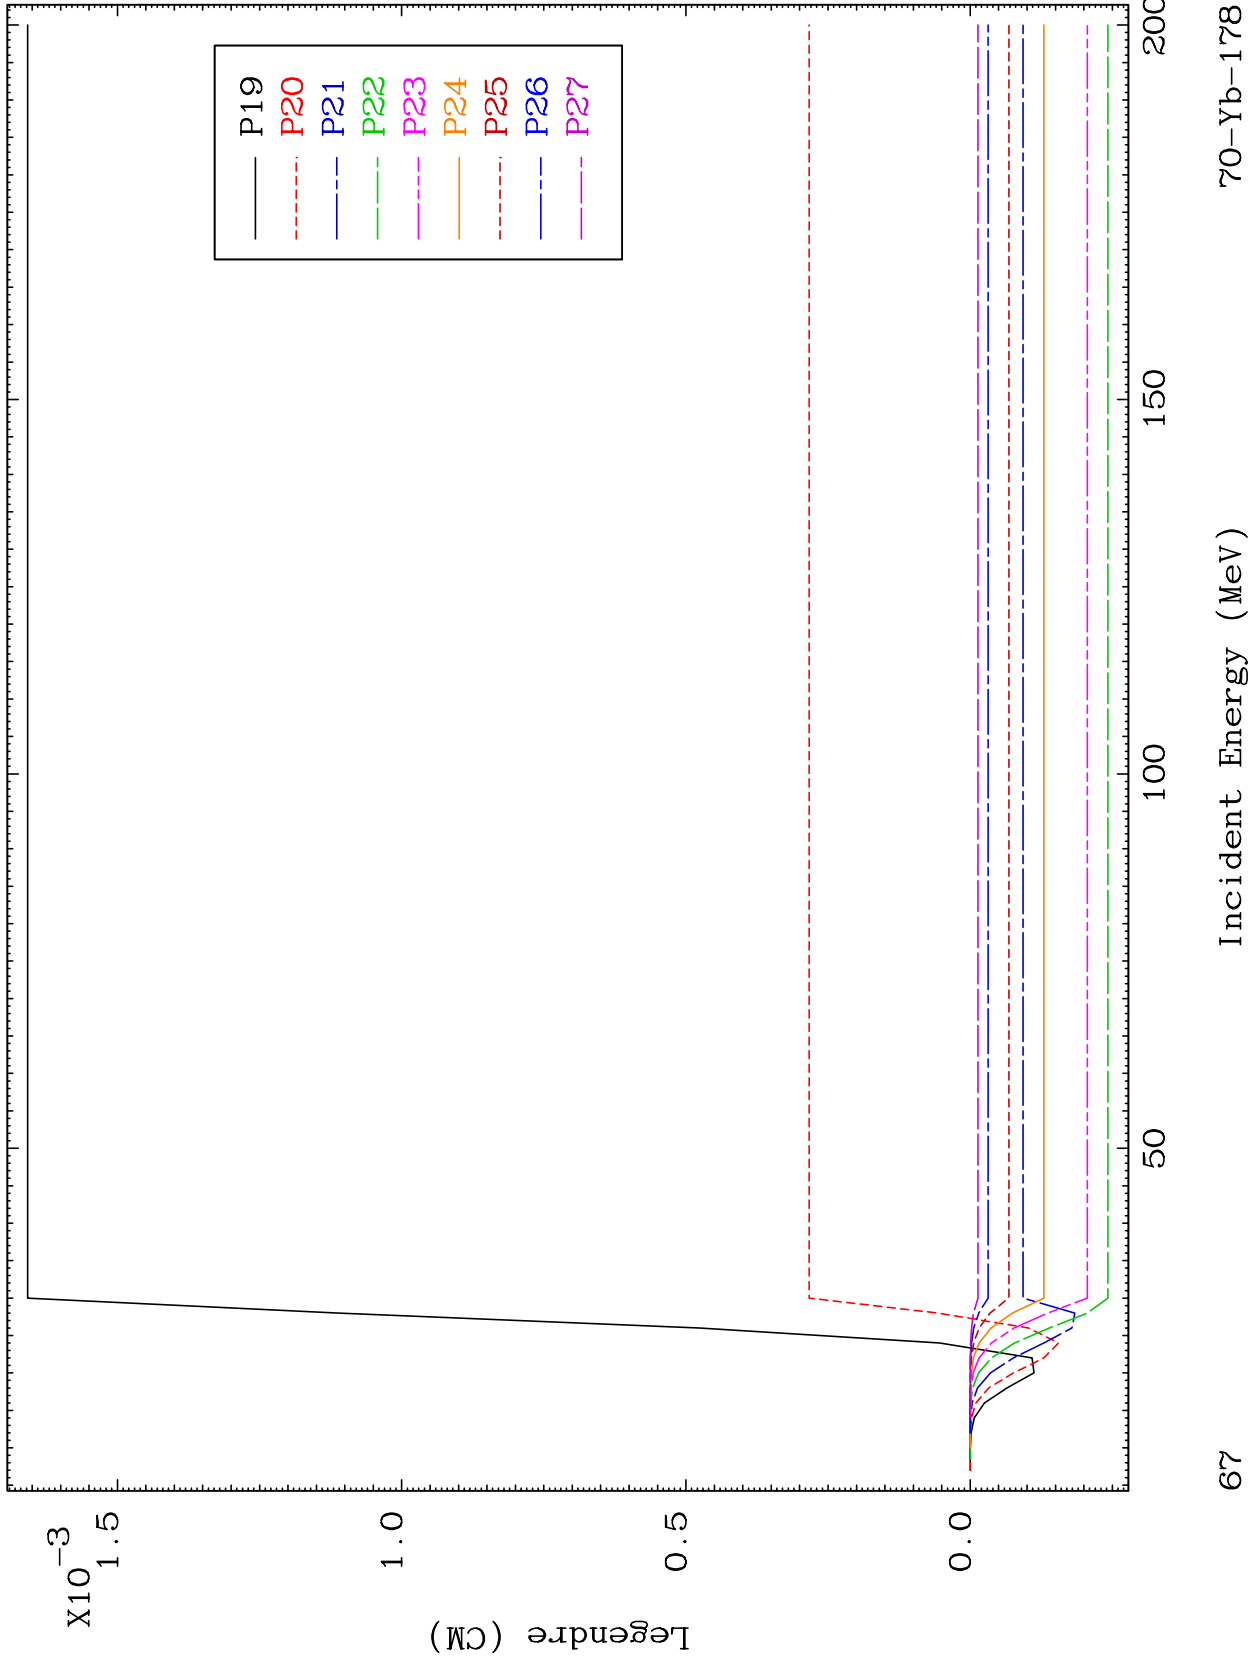 X10-3
1.5
1.0
0.5
0.0
Legendre (CM)
P19
P20
P21
P22
P23
P24
P25
P26
P27
50
100
150
200
Incident Energy (MeV)
67
70-Yb-178